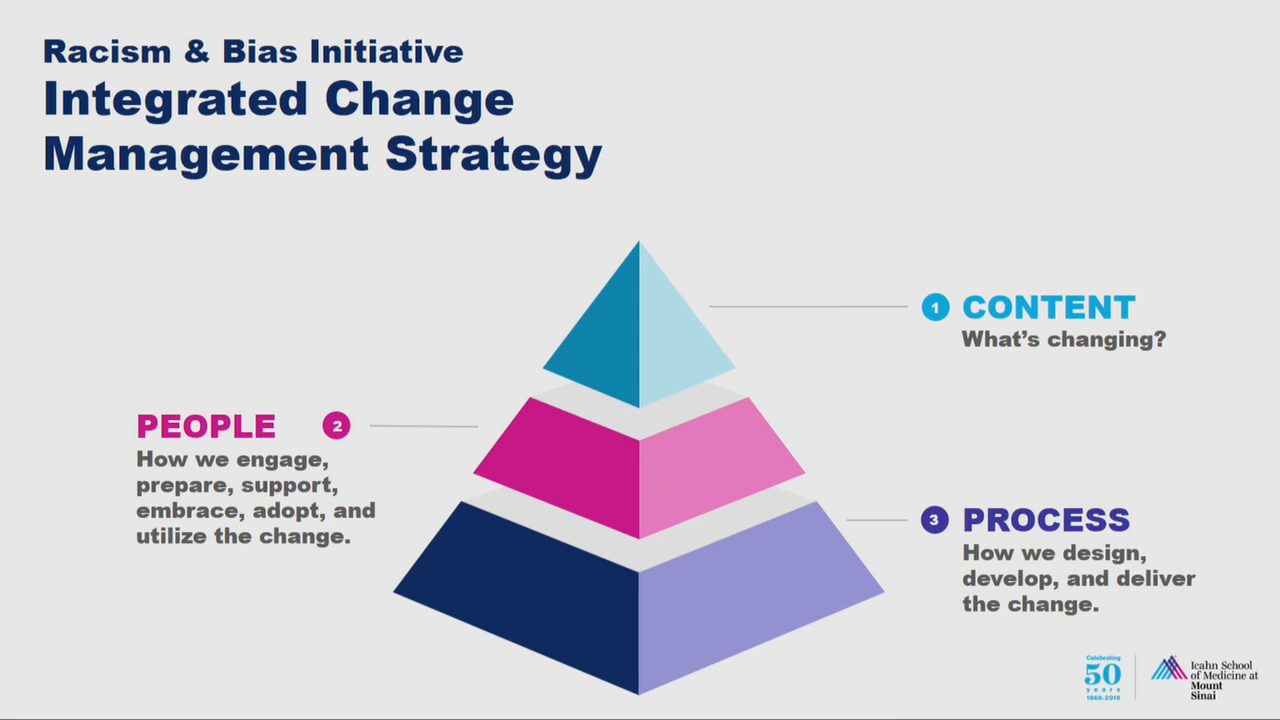 Racism & Bias Initiative
Integrated Change
Management Strategy
1 CONTENT
What's changing?
PEOPLE 2
How we engage,
prepare, support,
embrace, adopt, and
utilize the change.
3 PROCESS
How we design,
develop, and deliver
the change.
Celebrating
50
years
1968-2018
Icahn School
of Medicine at
Mount
Sinai